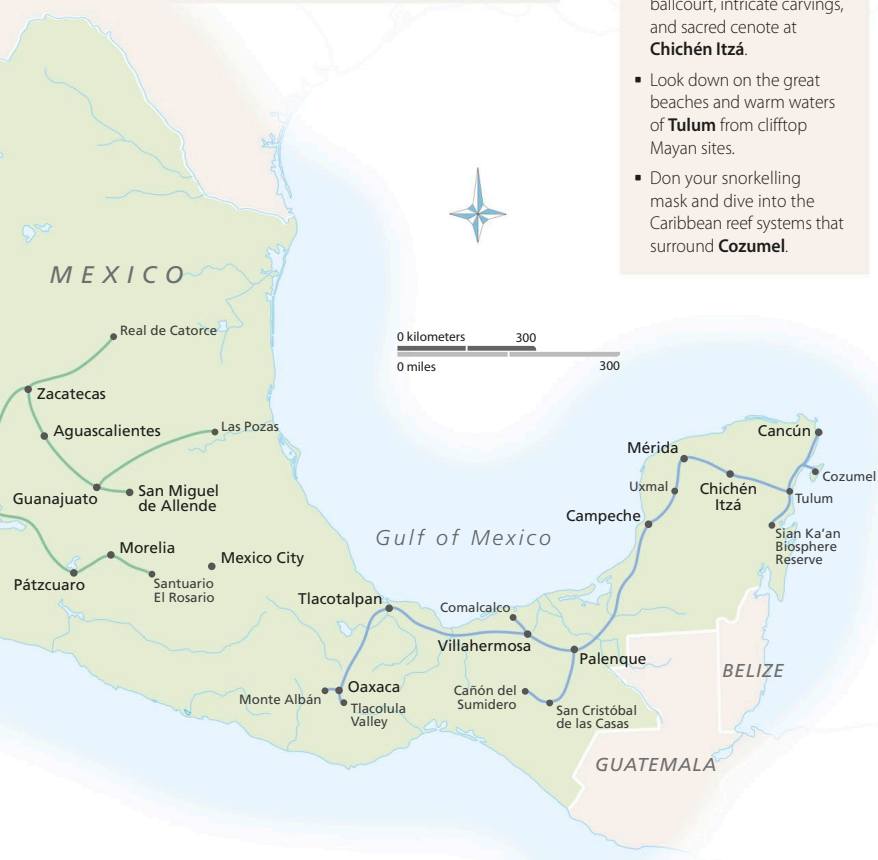 ballcourt, intricate carvings,
and sacred cenote at
Chichén Itzá.
▪ Look down on the great
beaches and warm waters
of Tulum from clifftop
Mayan sites.
▪ Don your snorkelling
mask and dive into the
Caribbean reef systems that
surround Cozumel.
MEXICO
Real de Catorce
0 kilometers 300
0 miles 300
Zacatecas
Aguascalientes
Las Pozas
Guanajuato
San Miguel
de Allende
Morelia
Mexico City
Pátzcuaro
Santuario
El Rosario
Gulf of Mexico
Cancún
Mérida
Cozumel
Uxmal
Chichén
Itzá
Tulum
Campeche
Sian Ka'an
Biosphere
Reserve
Tlacotalpan
Comalcalco
Villahermosa
Palenque
BELIZE
Oaxaca
Monte Albán
Tlacolula
Valley
Cañón del
Sumidero
San Cristóbal
de las Casas
GUATEMALA